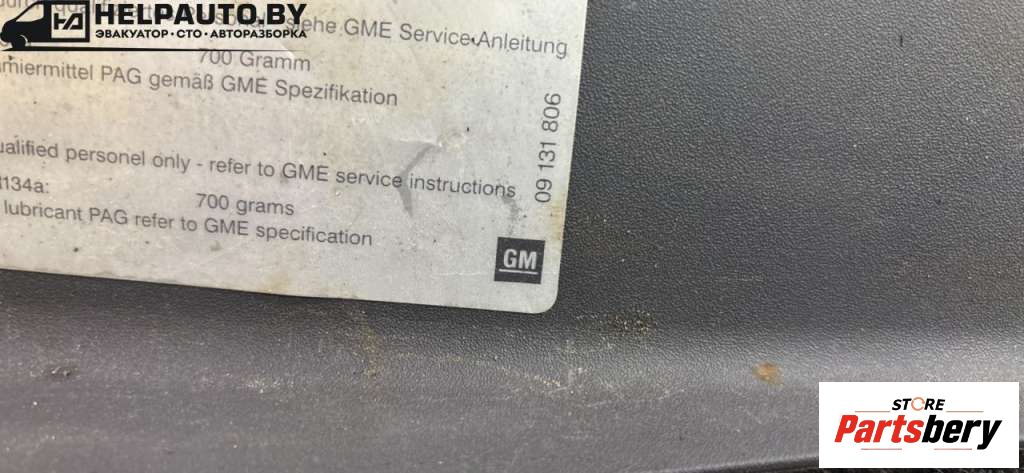 HELPAUTO.BY
ЭВАКУАТОР • СТО • АВТОРАЗБОРКА
siehe GME Service-Anleitung
700 Gramm
miermittel PAG gemäß GME Spezifikation
ualified personel only - refer to GME service instructions
134a:
700 grams
lubricant PAG refer to GME specification
09 131 806
GM
STORE
Partsbery